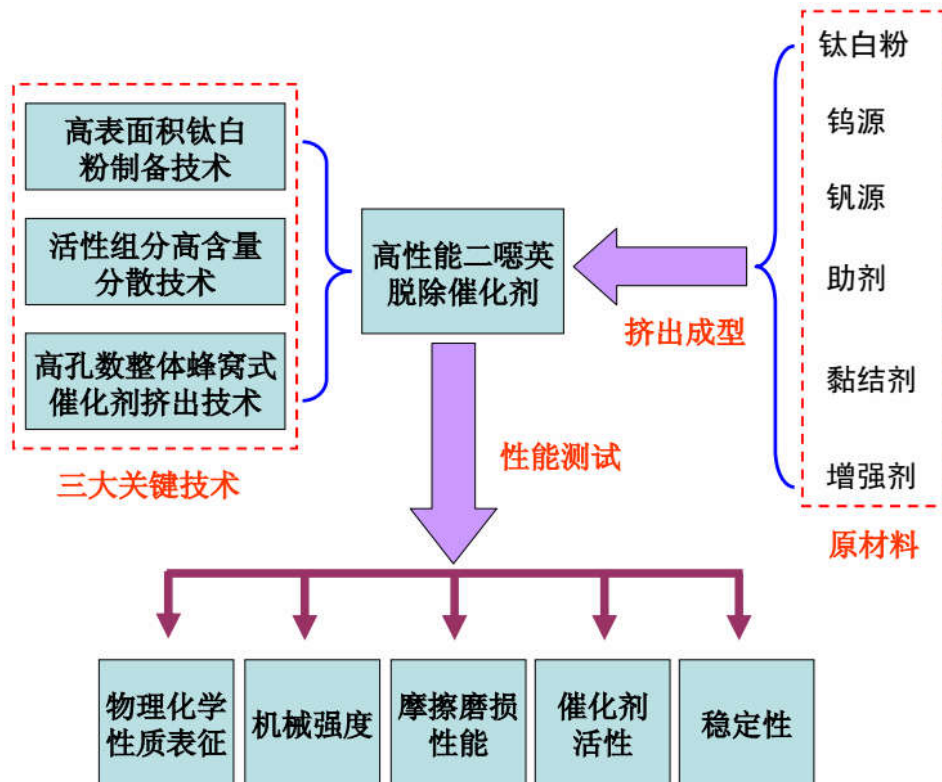 高表面积钛白
粉制备技术
活性组分高含量
分散技术
高孔数整体蜂窝式
催化剂挤出技术
三大关键技术
高性能二噁英
脱除催化剂
挤出成型
钛白粉
钨源
钒源
助剂
黏结剂
增强剂
原材料
性能测试
物理化学
性质表征
机械强度
摩擦磨损
性能
催化剂
活性
稳定性